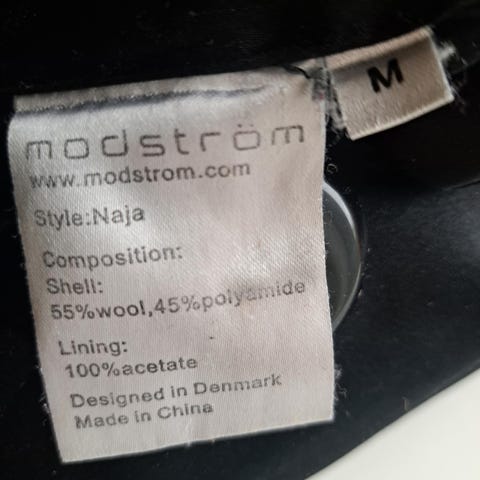 modström
www.modstrom.com
Style:Naja
Composition:
Shell:
55%wool,45%polyamide
Lining:
100%acetate
Designed in Denmark
Made in China
M